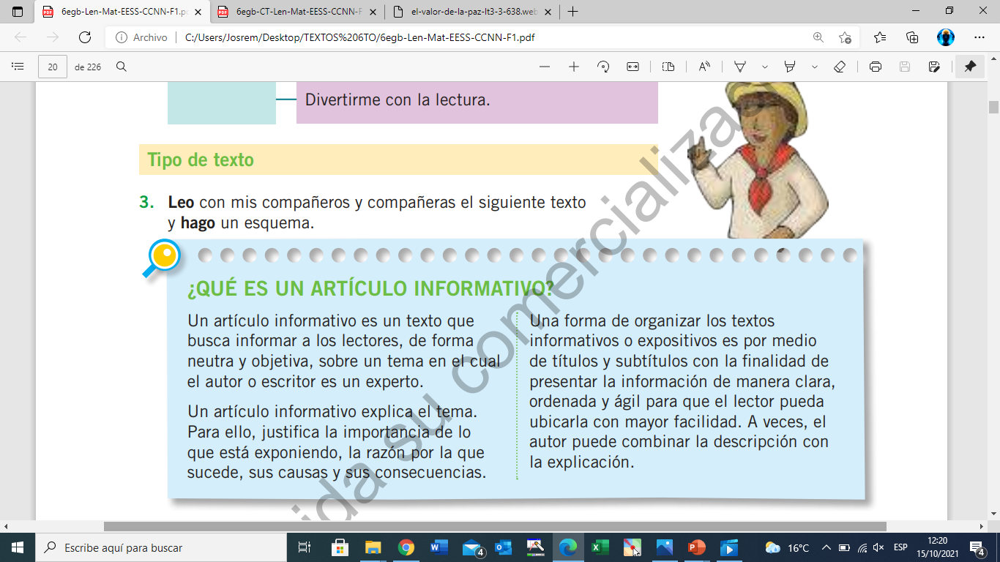 6egb-Len-Mat-EESS-CCNN-F1.p
6egb-CT-Len-Mat-EESS-CCNN-F
el-valor-de-la-paz-lt3-3-638.web
Archivo
C:/Users/Josrem/Desktop/TEXTOS%206TO/6egb-Len-Mat-EESS-CCNN-F1.pdf
20
de 226
Divertirme con la lectura.
Tipo de texto
3. Leo con mis compañeros y compañeras el siguiente texto
y hago un esquema.
¿QUÉ ES UN ARTÍCULO INFORMATIVO?
Un artículo informativo es un texto que
busca informar a los lectores, de forma
neutra y objetiva, sobre un tema en el cual
el autor o escritor es un experto.
Un artículo informativo explica el tema.
Para ello, justifica la importancia de lo
que está exponiendo, la razón por la que
sucede, sus causas y sus consecuencias.
Una forma de organizar los textos
informativos o expositivos es por medio
de títulos y subtítulos con la finalidad de
presentar la información de manera clara,
ordenada y ágil para que el lector pueda
ubicarla con mayor facilidad. A veces, el
autor puede combinar la descripción con
la explicación.
ida su comercializa
Escribe aquí para buscar
4
16°C
ESP
12:20
15/10/2021
4